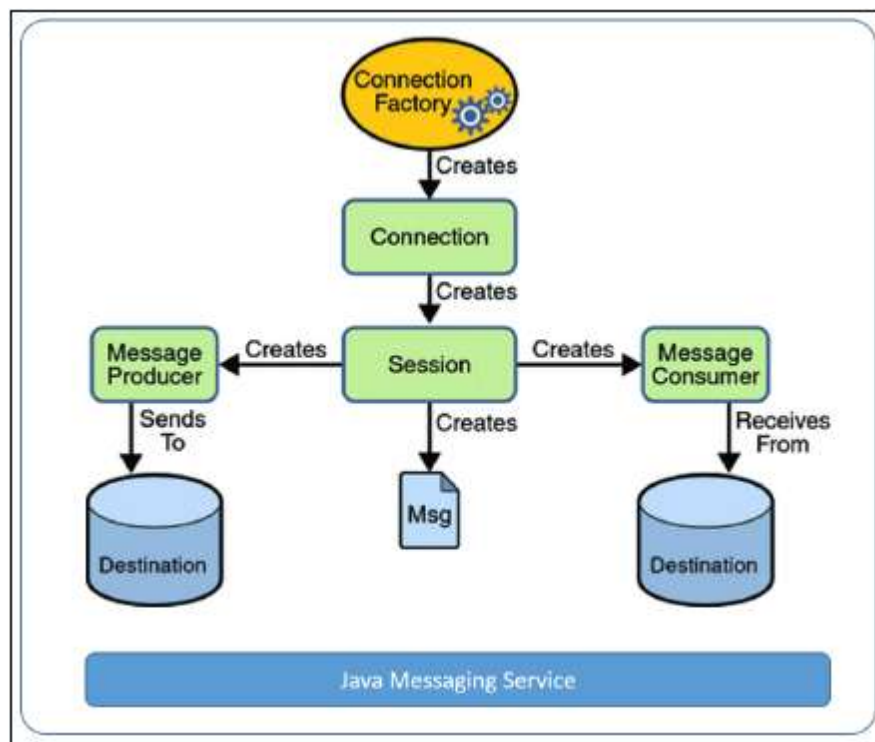 Connection
Factory
Creates
Connection
Creates
Message
Producer
Creates
Session
Creates
Message
Consumer
Sends
To
Creates
Receives
From
Msg
Destination
Destination
Java Messaging Service